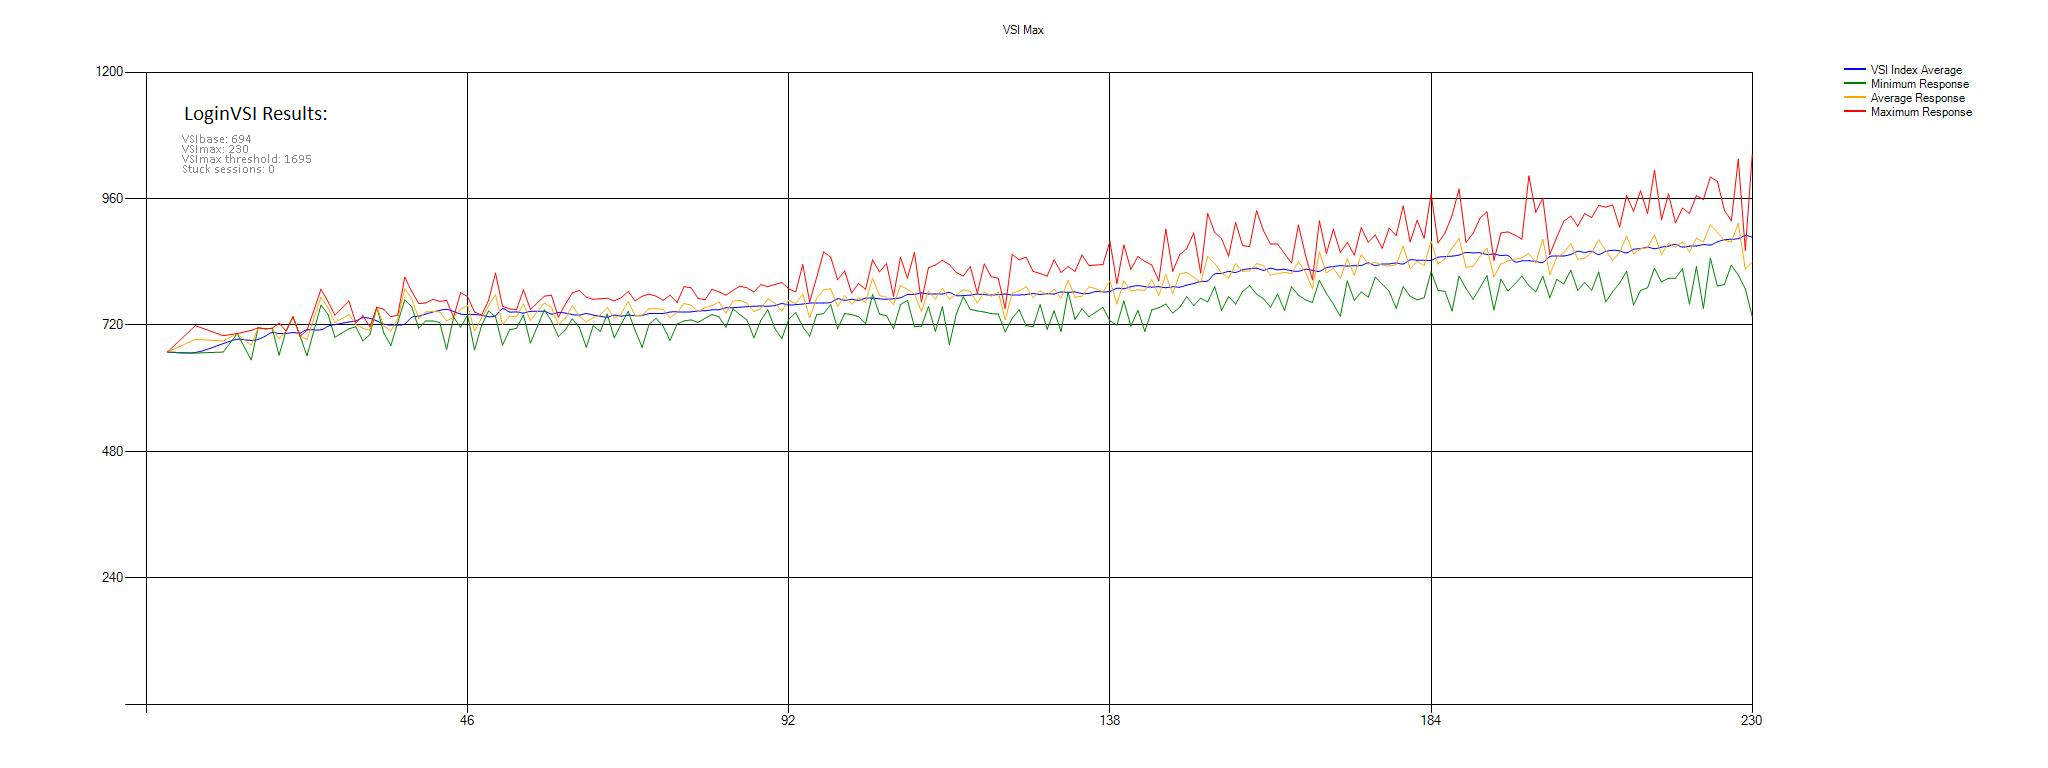 VSI Max
1200
960
720
480
240
LoginVSI Results:
VSIbase: 694
VSImax: 230
VSImax threshold: 1695
Stuck sessions: 0
46
92
138
184
230
VSI Index Average
Minimum Response
Average Response
Maximum Response